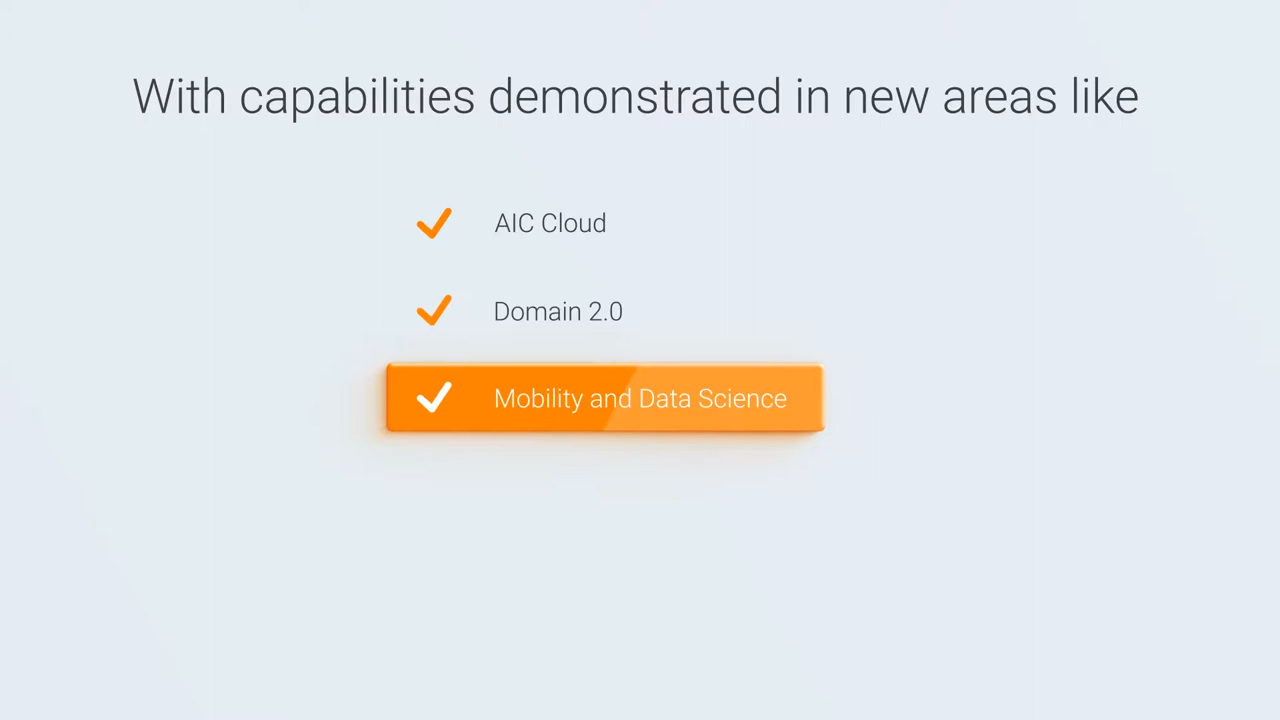 With capabilities demonstrated in new areas like
AIC Cloud
Domain 2.0
Mobility and Data Science